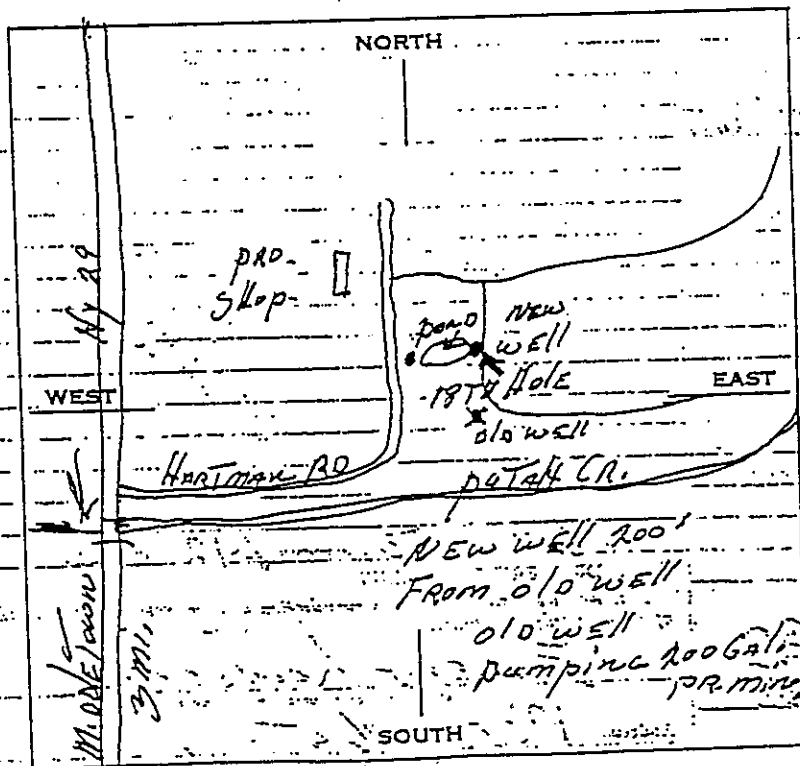 NORTH
Hy 29
PRO-
SHOP-
POND
NEW
WELL
18TH HOLE
WEST
EAST
OLD WELL
HARTMAN RD
PUTAH CR.
NEW WELL 200'
FROM OLD WELL
OLD WELL
PUMPING 200 GAL.
PR. MIN.
MIDDLETOWN
3 MI.
SOUTH